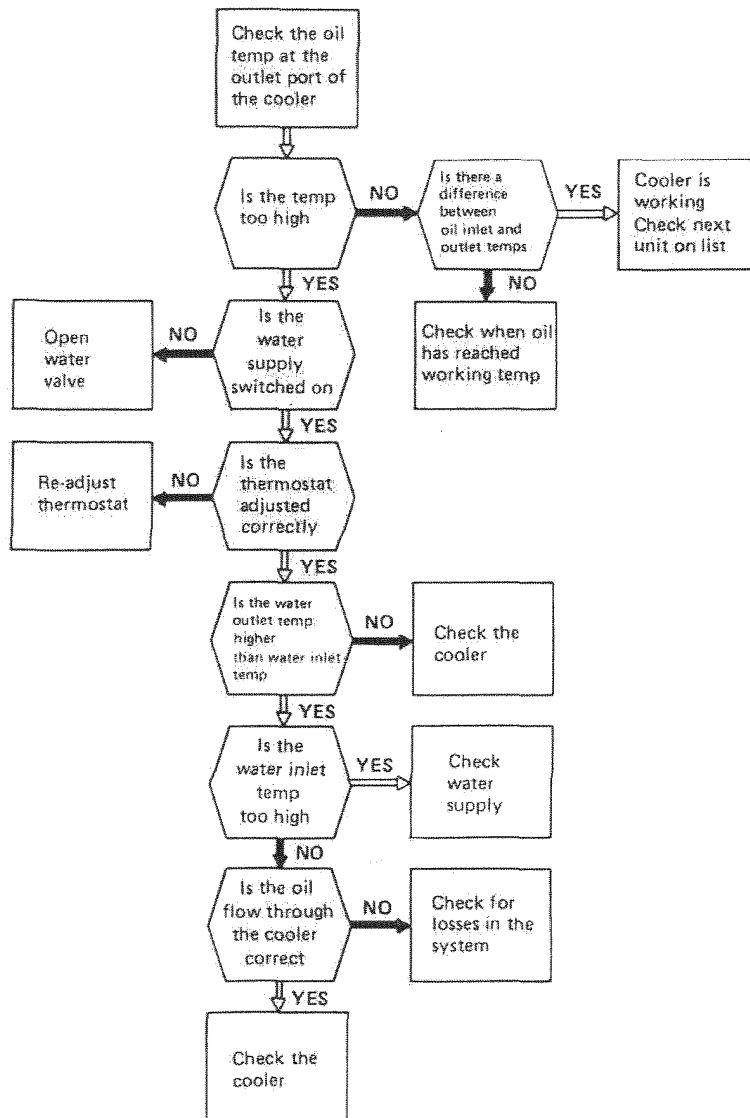 Check the oil
temp at the
outlet port of
the cooler
Is the temp
too high
NO
Is there a
difference
between
oil inlet and
outlet temps
YES
Cooler is
working
Check next
unit on list
YES
NO
Check when oil
has reached
working temp
Is the
water
supply
switched on
NO
Open
water
valve
YES
Is the
thermostat
adjusted
correctly
NO
Re-adjust
thermostat
YES
Is the water
outlet temp
higher
than water inlet
temp
NO
Check the
cooler
YES
Is the
water inlet
temp
too high
YES
Check
water
supply
NO
Is the oil
flow through
the cooler
correct
NO
Check for
losses in the
system
YES
Check the
cooler